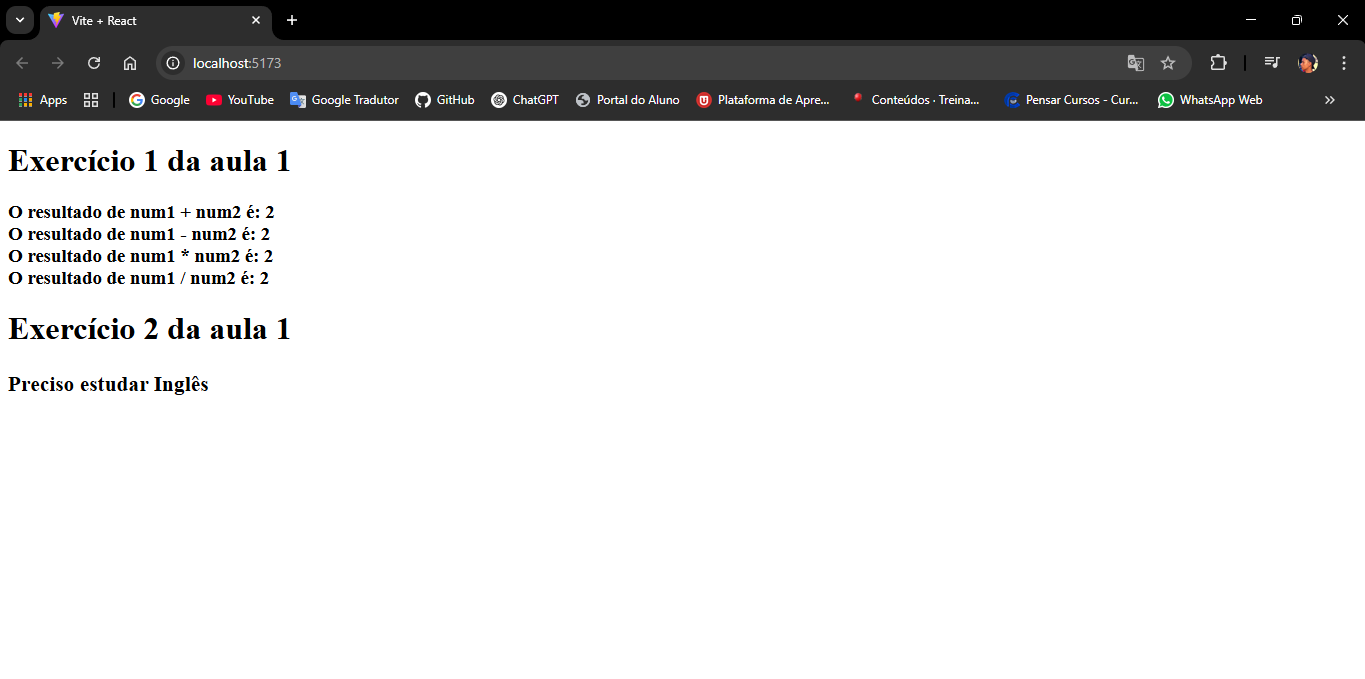 Vite + React
localhost:5173
Apps Google YouTube Google Tradutor GitHub ChatGPT Portal do Aluno Plataforma de Apre... Conteúdos · Treina... Pensar Cursos - Cur... WhatsApp Web
Exercício 1 da aula 1
O resultado de num1 + num2 é: 2
O resultado de num1 - num2 é: 2
O resultado de num1 * num2 é: 2
O resultado de num1 / num2 é: 2
Exercício 2 da aula 1
Preciso estudar Inglês